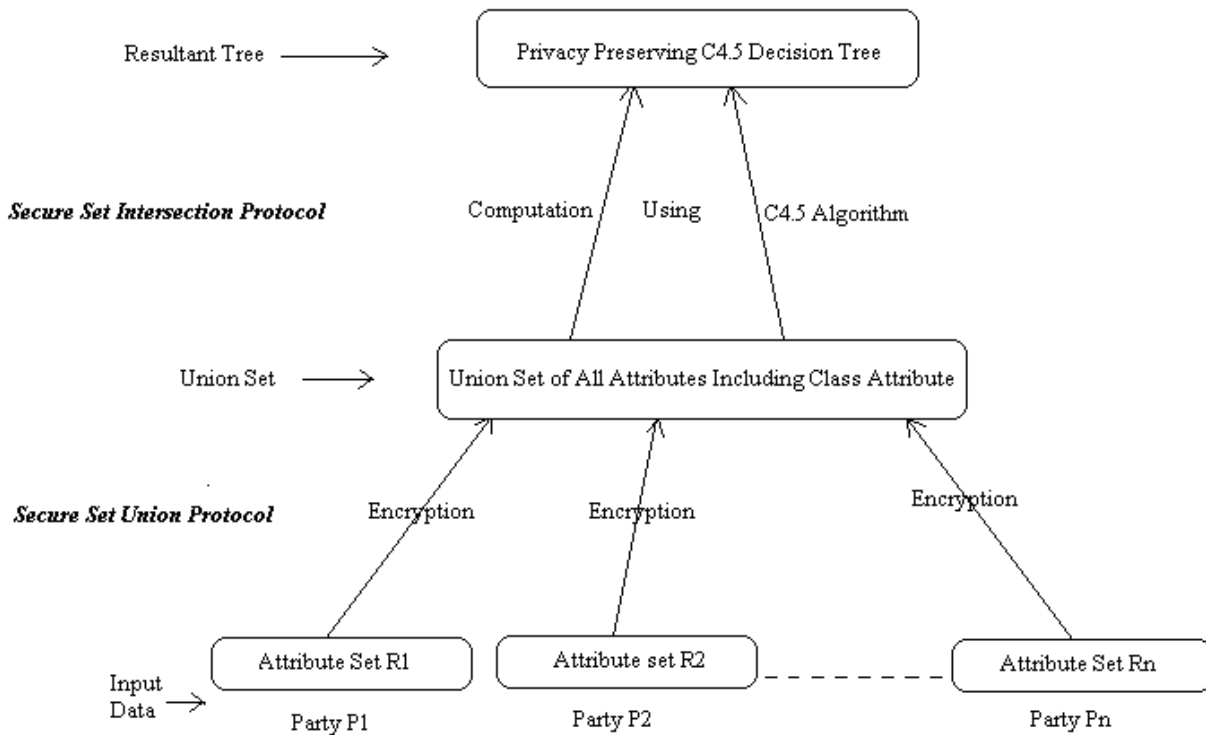 Resultant Tree
Privacy Preserving C4.5 Decision Tree
Secure Set Intersection Protocol
Computation Using C4.5 Algorithm
Union Set
Union Set of All Attributes Including Class Attribute
Secure Set Union Protocol
Encryption
Encryption
Encryption
Attribute Set R1
Attribute set R2
Attribute Set Rn
Input
Data
Party P1
Party P2
Party Pn